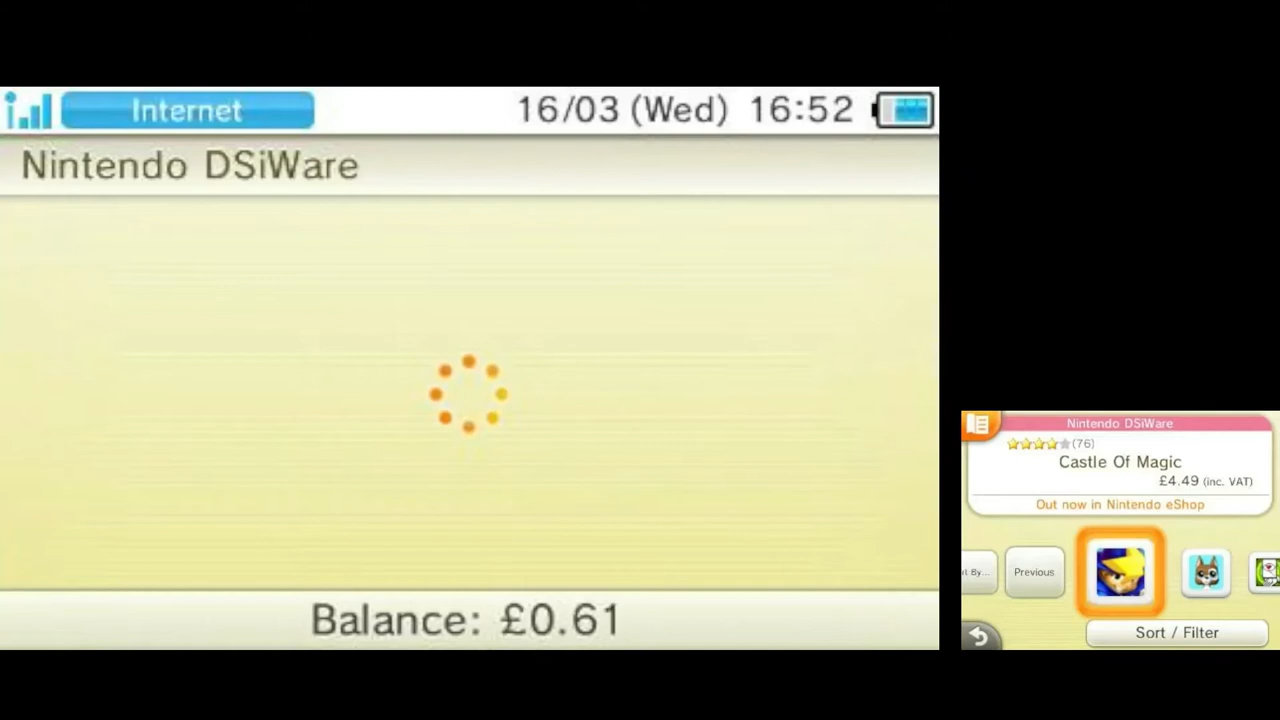 Internet
16/03 (Wed) 16:52
Nintendo DSiWare
Balance: £0.61
Nintendo DSiWare
(76)
Castle Of Magic
£4.49 (inc. VAT)
Out now in Nintendo eShop
By...
Previous
Sort / Filter